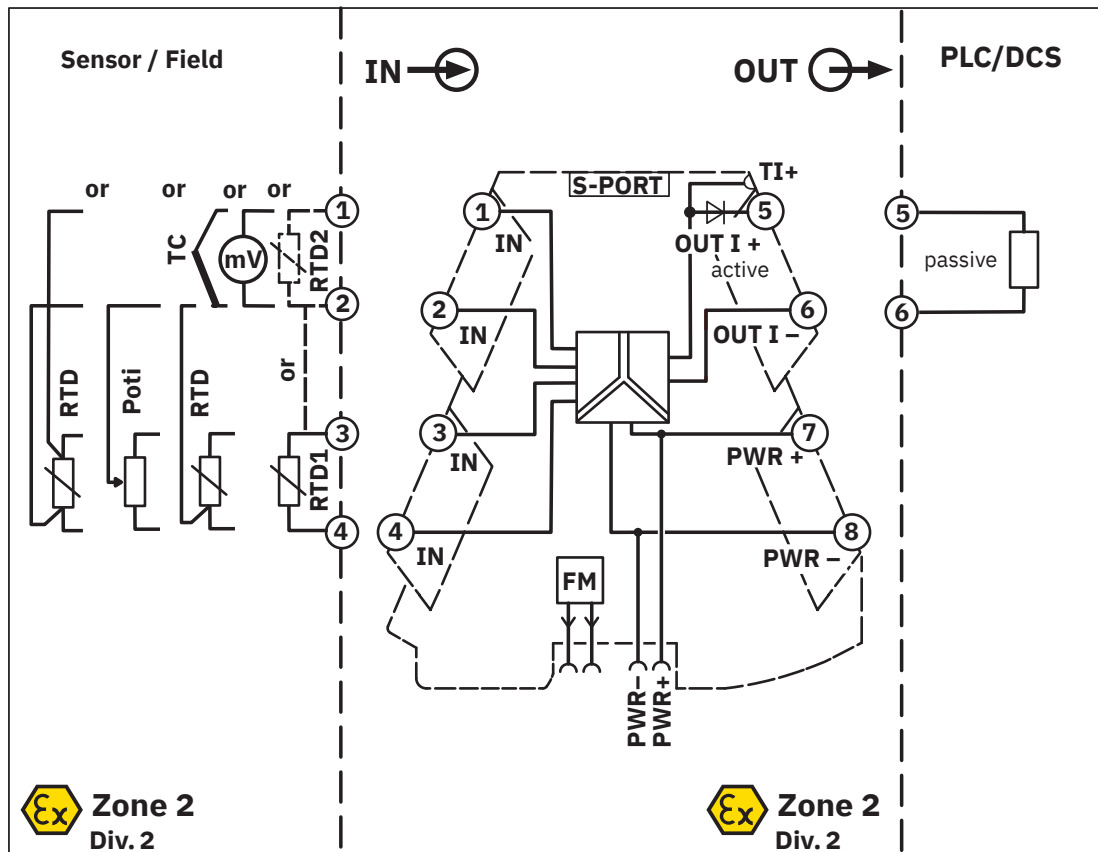 Sensor / Field
IN
OUT
PLC/DCS
or
or
or
or
TC
mV
RTD2
1
2
or
RTD
Poti
RTD
RTD1
3
4
S-PORT
TI+
1
IN
2
IN
3
IN
4
IN
5
OUT I +
active
6
OUT I –
7
PWR +
8
PWR –
FM
PWR–
PWR+
5
passive
6
Ex
Zone 2
Div. 2
Ex
Zone 2
Div. 2